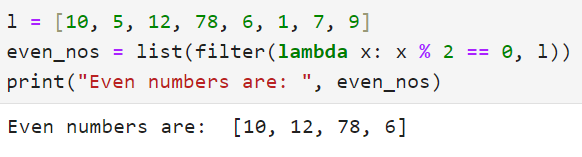 l = [10, 5, 12, 78, 6, 1, 7, 9]
even_nos = list(filter(lambda x: x % 2 == 0, l))
print("Even numbers are: ", even_nos)
Even numbers are:  [10, 12, 78, 6]